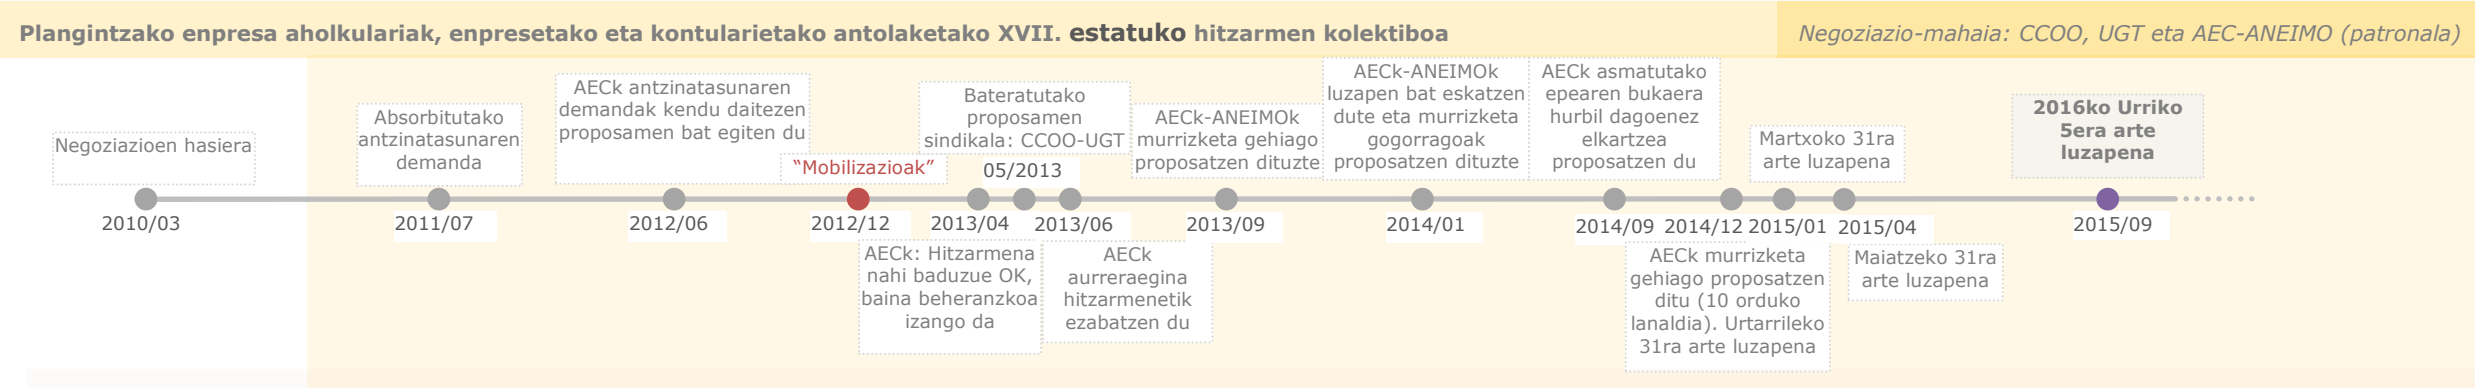 Plangintzako enpresa aholkulariak, enpresetako eta kontularietako antolaketako XVII. estatuko hitzarmen kolektiboa
Negoziazio-mahaia: CCOO, UGT eta AEC-ANEIMO (patronala)
Negoziazioen hasiera
2010/03
Absorbitutako
antzinatasunaren
demanda
2011/07
AECk antzinatasunaren
demandak kendu daitezen
proposamen bat egiten du
2012/06
“Mobilizazioak”
2012/12
AECk: Hitzarmena
nahi baduzue OK,
baina beheranzkoa
izango da
2013/04
Bateratutako
proposamen
sindikala: CCOO-UGT
05/2013
2013/06
AECk
aurreraegina
hitzarmenetik
ezabatzen du
AECk-ANEIMOk
murrizketa gehiago
proposatzen dituzte
2013/09
AECk-ANEIMOk
luzapen bat eskatzen
dute eta murrizketa
gogorragoak
proposatzen dituzte
2014/01
AECk asmatutako
epearen bukaera
hurbil dagoenez
elkartzea
proposatzen du
2014/09
2014/12
AECk murrizketa
gehiago proposatzen
ditu (10 orduko
lanaldia). Urtarrileko
31ra arte luzapena
Martxoko 31ra
arte luzapena
2015/01
2015/04
Maiatzeko 31ra
arte luzapena
2016ko Urriko
5era arte
luzapena
2015/09